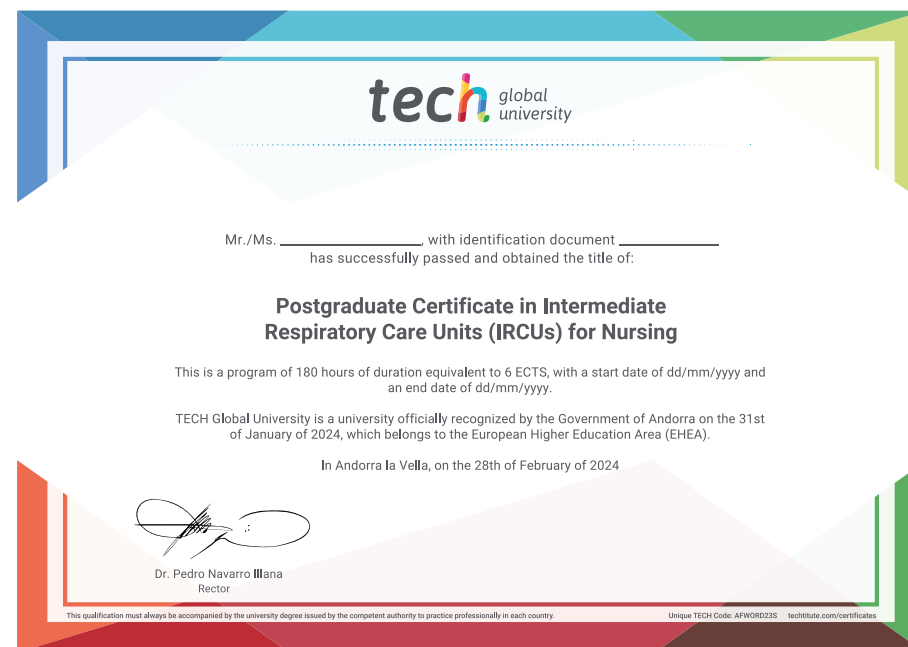 tech global university
Mr./Ms. ____________, with identification document ____________
has successfully passed and obtained the title of:
Postgraduate Certificate in Intermediate
Respiratory Care Units (IRCUs) for Nursing
This is a program of 180 hours of duration equivalent to 6 ECTS, with a start date of dd/mm/yyyy and
an end date of dd/mm/yyyy.
TECH Global University is a university officially recognized by the Government of Andorra on the 31st
of January of 2024, which belongs to the European Higher Education Area (EHEA).
In Andorra la Vella, on the 28th of February of 2024
Dr. Pedro Navarro Illana
Rector
This qualification must always be accompanied by the university degree issued by the competent authority to practice professionally in each country.
Unique TECH Code: AFWORD23S techtitute.com/certificates